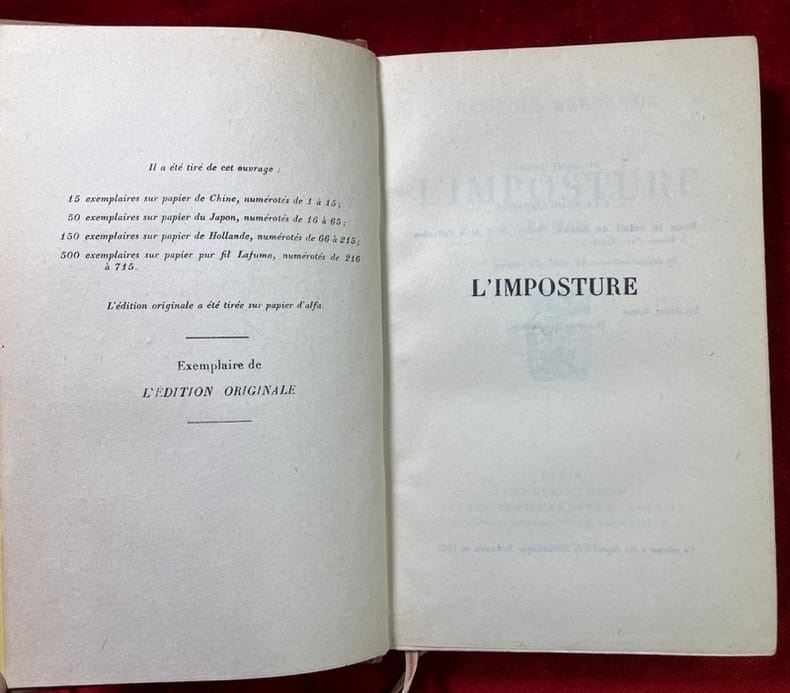 Il a été tiré de cet ouvrage :
15 exemplaires sur papier de Chine, numérotés de 1 à 15 ;
50 exemplaires sur papier du Japon, numérotés de 16 à 65 ;
150 exemplaires sur papier de Hollande, numérotés de 66 à 215 ;
500 exemplaires sur papier pur fil Lafuma, numérotés de 216
à 715.
L'édition originale a été tirée sur papier d'alfa.
Exemplaire de
L'ÉDITION ORIGINALE
L'IMPOSTURE